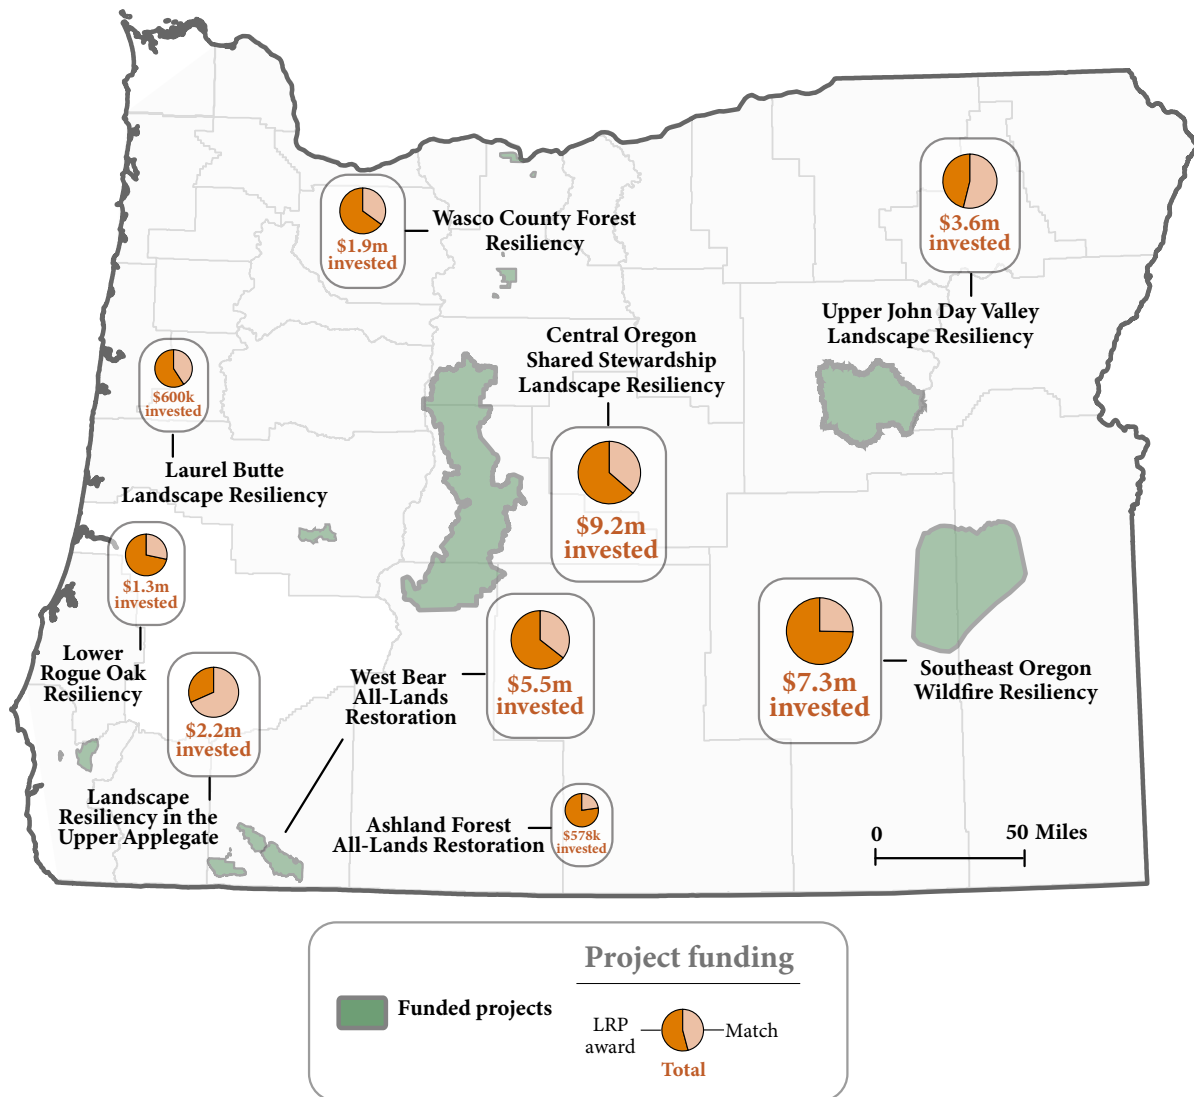 $1.9m
invested
Wasco County Forest
Resiliency
$3.6m
invested
Upper John Day Valley
Landscape Resiliency
Central Oregon
Shared Stewardship
Landscape Resiliency
$9.2m
invested
$600k
invested
Laurel Butte
Landscape Resiliency
$1.3m
invested
Lower
Rogue Oak
Resiliency
West Bear
All-Lands
Restoration
$5.5m
invested
$7.3m
invested
Southeast Oregon
Wildfire Resiliency
$2.2m
invested
Landscape
Resiliency in the
Upper Applegate
Ashland Forest
All-Lands Restoration
$578k
invested
0 50 Miles
Project funding
Funded projects
LRP
award
Match
Total